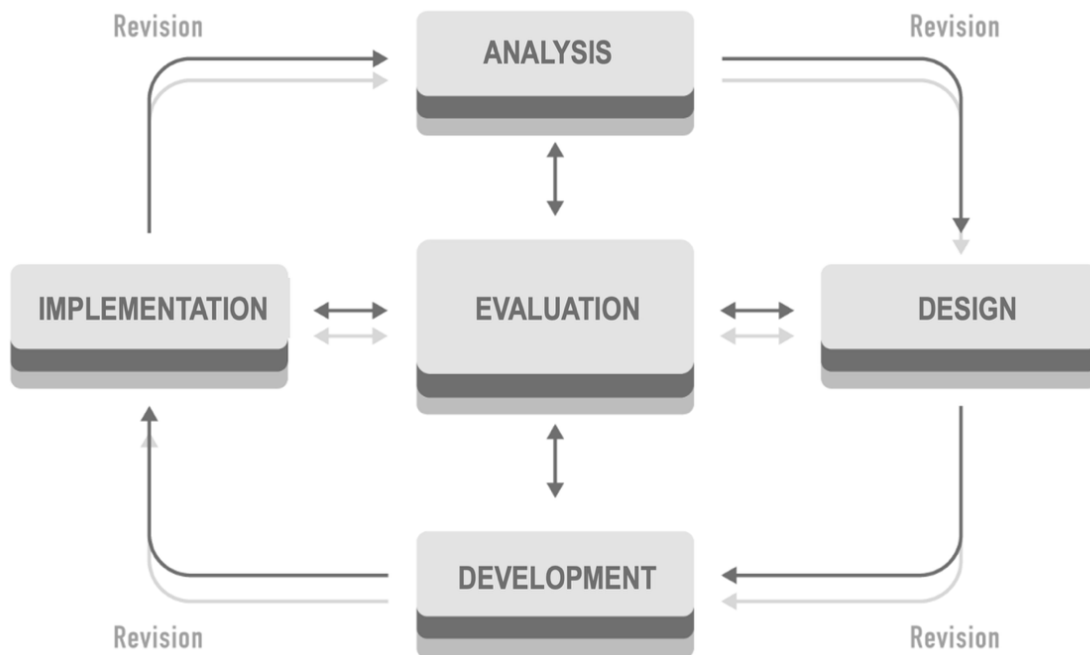 Revision
Revision
ANALYSIS
IMPLEMENTATION
EVALUATION
DESIGN
DEVELOPMENT
Revision
Revision